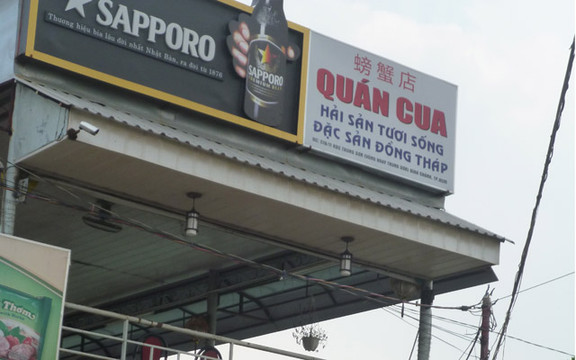 SAPPORO
Thương hiệu bia lâu đời nhất Nhật Bản, ra đời từ 1876
SAPPORO
螃蟹店
QUÁN CUA
HẢI SẢN TƯƠI SỐNG
ĐẶC SẢN ĐỒNG THÁP
Thơm